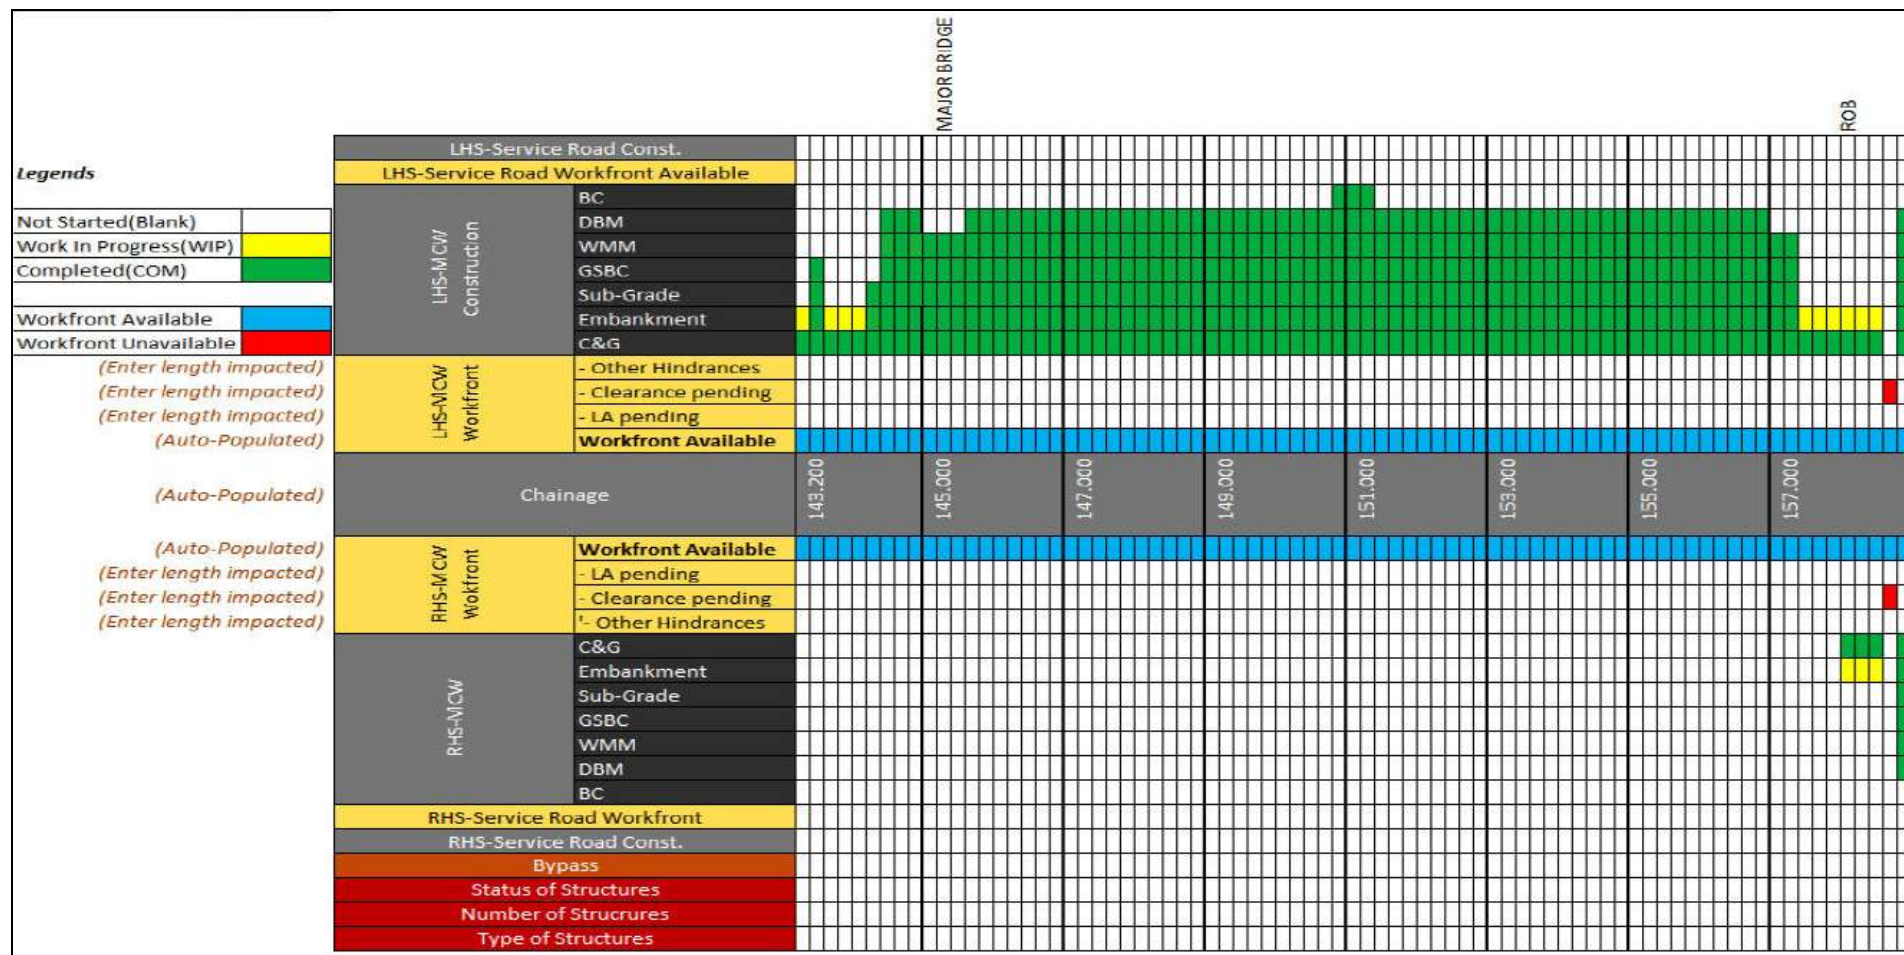 MAJOR BRIDGE
ROB
LHS-Service Road Const.
Legends
LHS-Service Road Workfront Available
BC
Not Started(Blank)
DBM
Work In Progress(WIP)
WMM
Completed(COM)
GSBC
LHS-MCW
Construction
Sub-Grade
Workfront Available
Embankment
Workfront Unavailable
C&G
(Enter length impacted)
- Other Hindrances
(Enter length impacted)
LHS-MCW
Workfront
- Clearance pending
(Enter length impacted)
- LA pending
(Auto-Populated)
Workfront Available
(Auto-Populated)
Chainage
143.200
145.000
147.000
149.000
151.000
153.000
155.000
157.000
(Auto-Populated)
RHS-MCW
Wokfront
Workfront Available
(Enter length impacted)
- LA pending
(Enter length impacted)
- Clearance pending
(Enter length impacted)
'- Other Hindrances
C&G
Embankment
Sub-Grade
RHS-MCW
GSBC
WMM
DBM
BC
RHS-Service Road Workfront
RHS-Service Road Const.
Bypass
Status of Structures
Number of Strucrures
Type of Structures